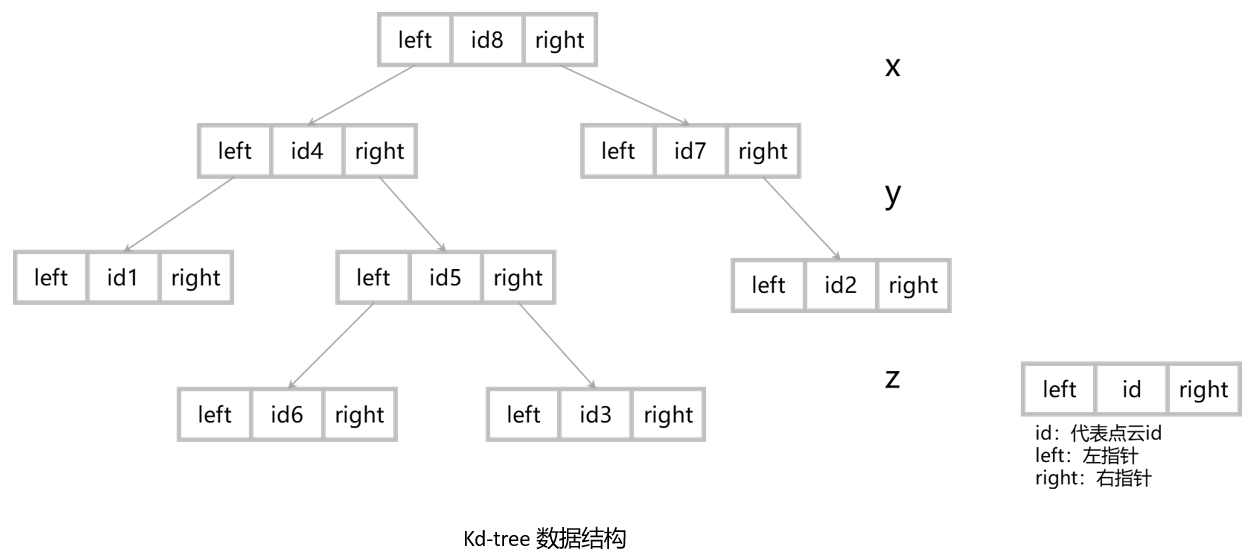 left id8 right
x
left id4 right
left id7 right
y
left id1 right
left id5 right
left id2 right
z
left id right
left id6 right
left id3 right
id：代表点云id
left：左指针
right：右指针
Kd-tree 数据结构